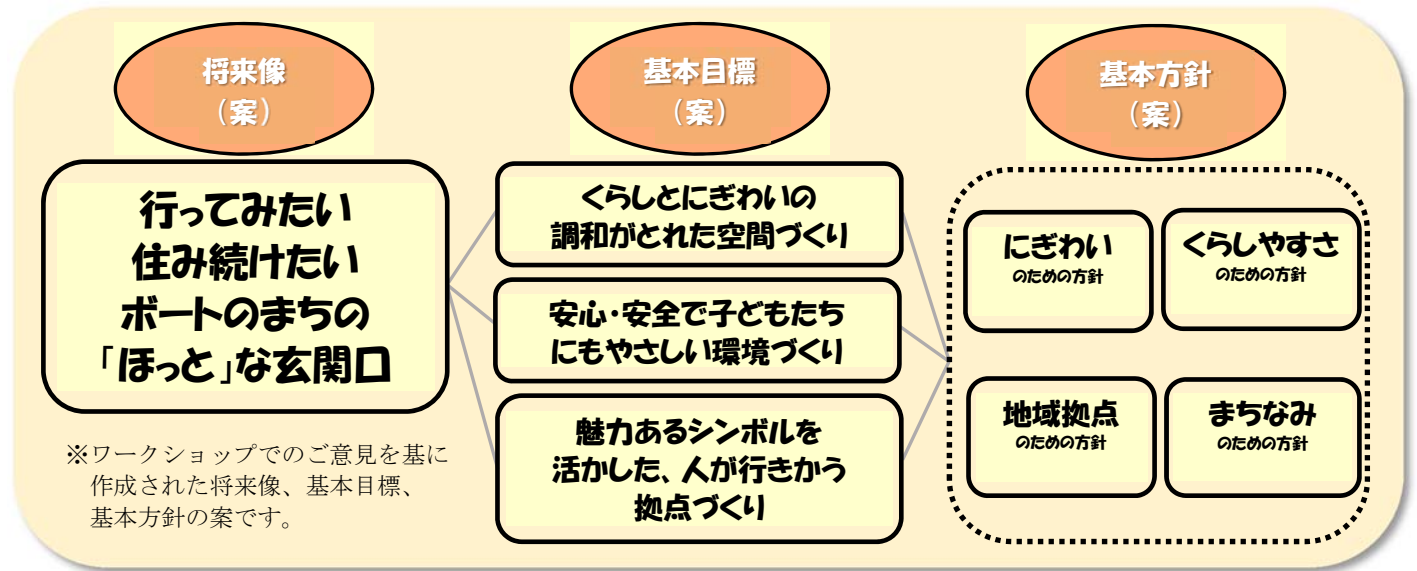 将来像
（案）
行ってみたい
住み続けたい
ボートのまちの
「ほっと」な玄関口
※ワークショップでのご意見を基に
作成された将来像、基本目標、
基本方針の案です。
基本目標
（案）
くらしとにぎわいの
調和がとれた空間づくり
安心・安全で子どもたち
にもやさしい環境づくり
魅力あるシンボルを
活かした、人が行きかう
拠点づくり
基本方針
（案）
にぎわい
のための方針
くらしやすさ
のための方針
地域拠点
のための方針
まちなみ
のための方針